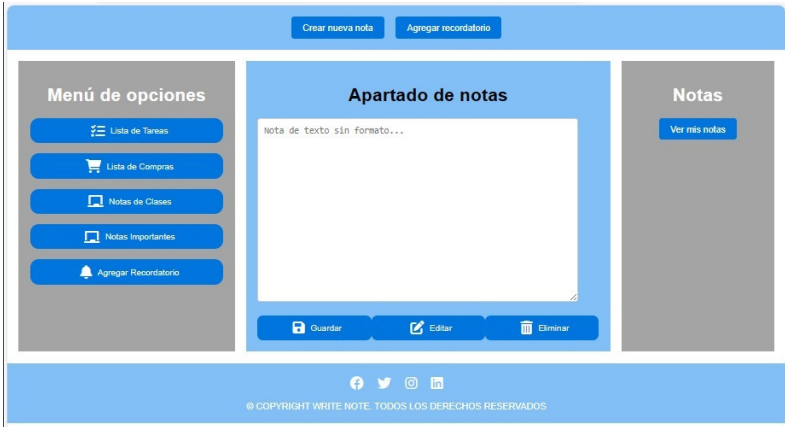 Crear nueva nota
Agregar recordatorio
Menú de opciones
Lista de Tareas
Lista de Compras
Notas de Clases
Notas Importantes
Agregar Recordatorio
Apartado de notas
Nota de texto sin formato...
Guardar
Editar
Eliminar
Notas
Ver mis notas
© COPYRIGHT WRITE NOTE. TODOS LOS DERECHOS RESERVADOS